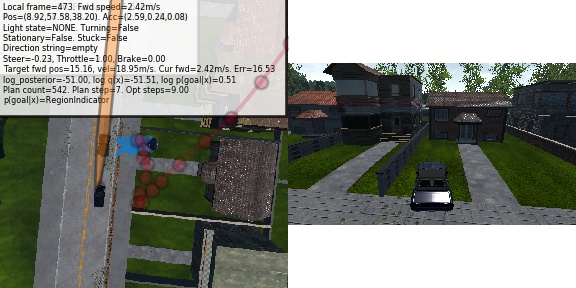 Local frame=473. Fwd speed=2.42m/s
Pos=(8.92,57.58,38.20). Acc=(2.59,0.24,0.08)
Light state=NONE. Turning=False
Stationary=False. Stuck=False
Direction string=empty
Steer=-0.23, Throttle=1.00, Brake=0.00
Target fwd pos=15.16, vel=18.95m/s. Cur fwd=2.42m/s. Err=16.53
log_posterior=-51.00, log q(x)=-51.51, log p(goal|x)=0.51
Plan count=542. Plan step=7. Opt steps=9.00
p(goal|x)=RegionIndicator